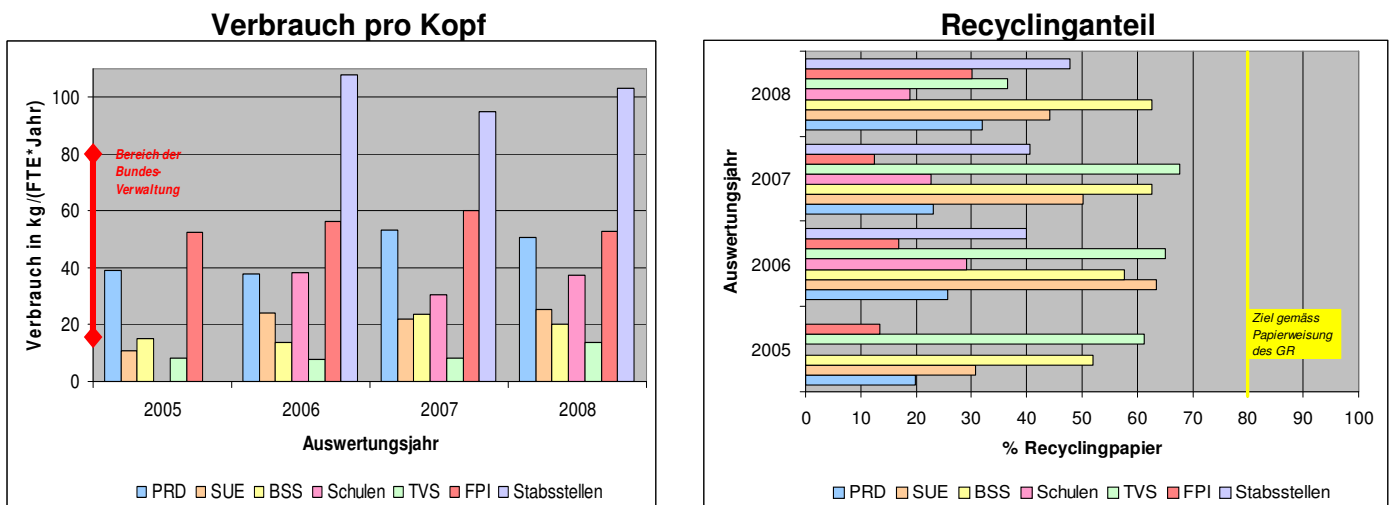 Verbrauch pro Kopf
Verbrauch in kg/(FTE*Jahr)
100
80
60
40
20
0
Bereich der
Bundes-
Verwaltung
2005 2006 2007 2008
Auswertungsjahr
PRD SUE BSS Schulen TVS FPI Stabsstellen
Recyclinganteil
Auswertungsjahr
2008
2007
2006
2005
Ziel gemäss
Papierweisung
des GR
0 10 20 30 40 50 60 70 80 90 100
% Recyclingpapier
PRD SUE BSS Schulen TVS FPI Stabsstellen